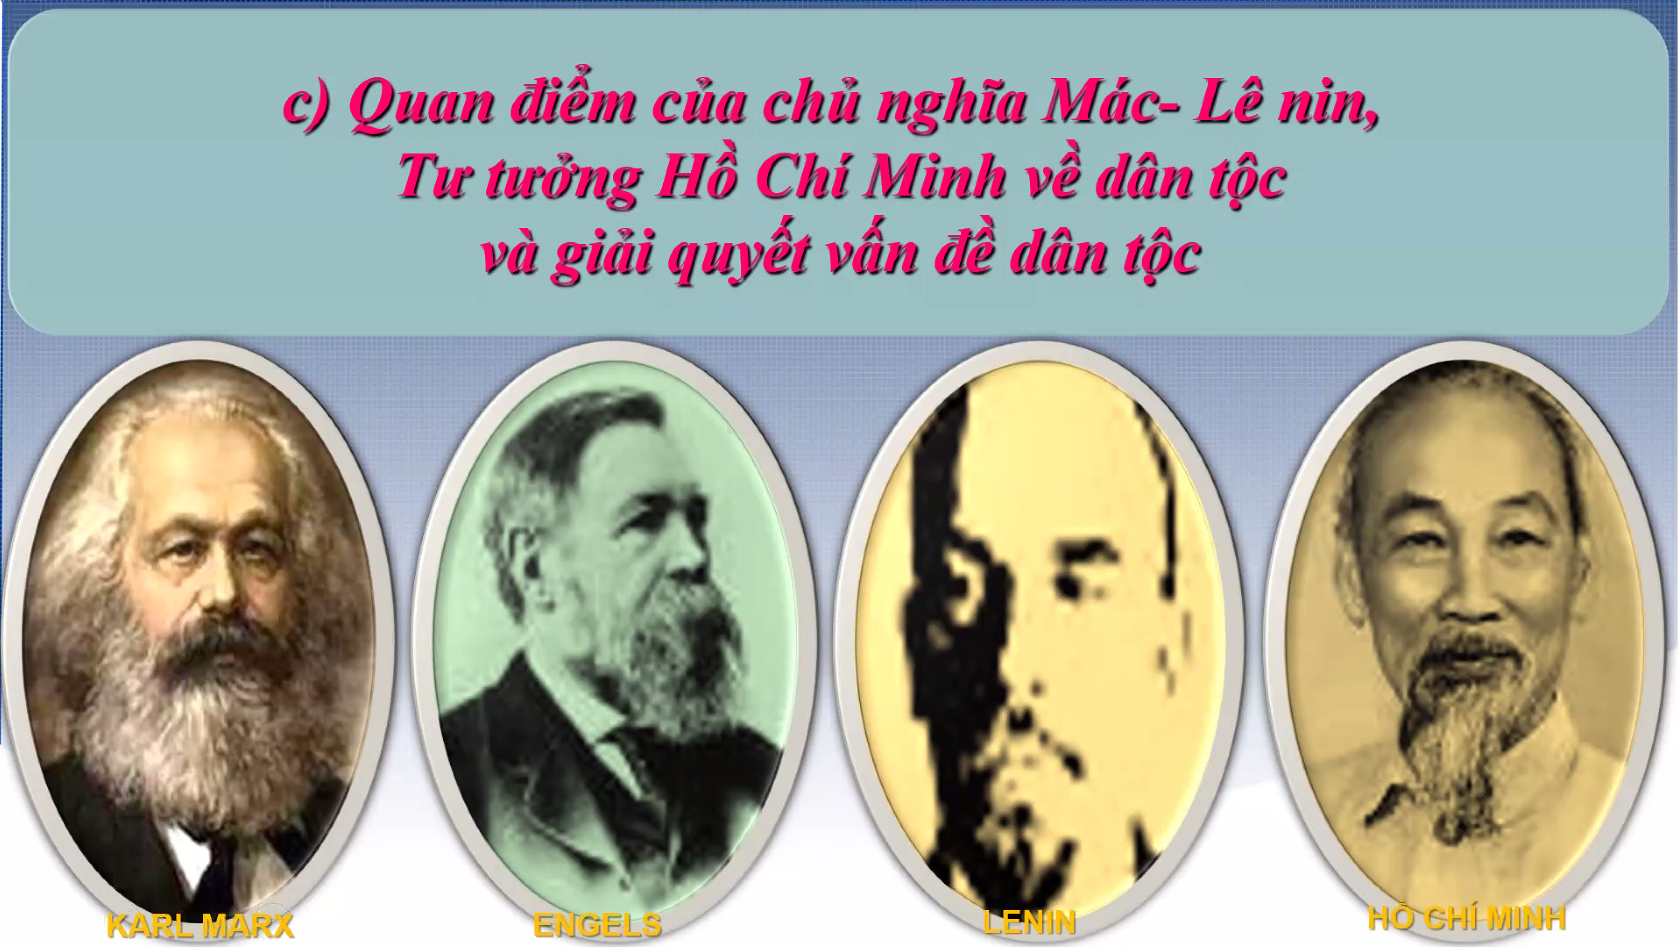 c) Quan điểm của chủ nghĩa Mác- Lê nin,
Tư tưởng Hồ Chí Minh về dân tộc
và giải quyết vấn đề dân tộc
KARL MARX
ENGELS
LENIN
HỒ CHÍ MINH